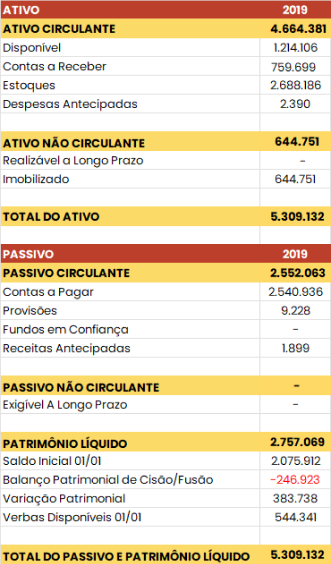 ATIVO 2019
ATIVO CIRCULANTE 4.664.381
Disponível 1.214.106
Contas a Receber 759.699
Estoques 2.688.186
Despesas Antecipadas 2.390
ATIVO NÃO CIRCULANTE 644.751
Realizável a Longo Prazo -
Imobilizado 644.751
TOTAL DO ATIVO 5.309.132
PASSIVO 2019
PASSIVO CIRCULANTE 2.552.063
Contas a Pagar 2.540.936
Provisões 9.228
Fundos em Confiança -
Receitas Antecipadas 1.899
PASSIVO NÃO CIRCULANTE -
Exigível A Longo Prazo -
PATRIMÔNIO LÍQUIDO 2.757.069
Saldo Inicial 01/01 2.075.912
Balanço Patrimonial de Cisão/Fusão -246.923
Variação Patrimonial 383.738
Verbas Disponíveis 01/01 544.341
TOTAL DO PASSIVO E PATRIMÔNIO LÍQUIDO 5.309.132